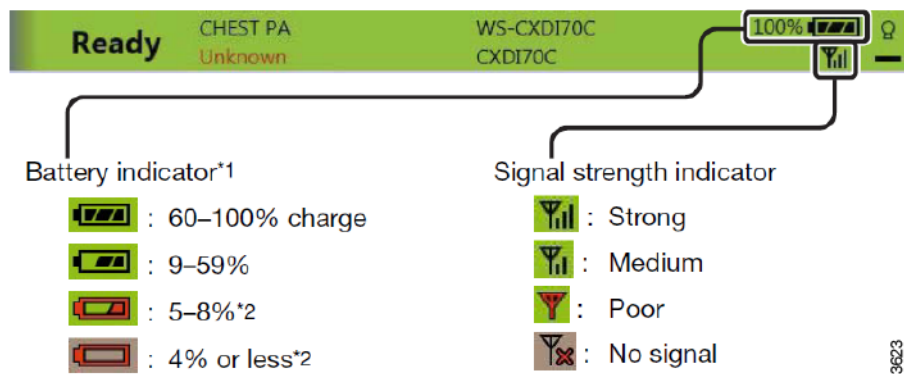 Ready CHEST PA WS-CXDI70C 100%
Unknown CXDI70C
Battery indicator*1
: 60–100% charge
: 9–59%
: 5–8%*2
: 4% or less*2
Signal strength indicator
: Strong
: Medium
: Poor
: No signal
3623